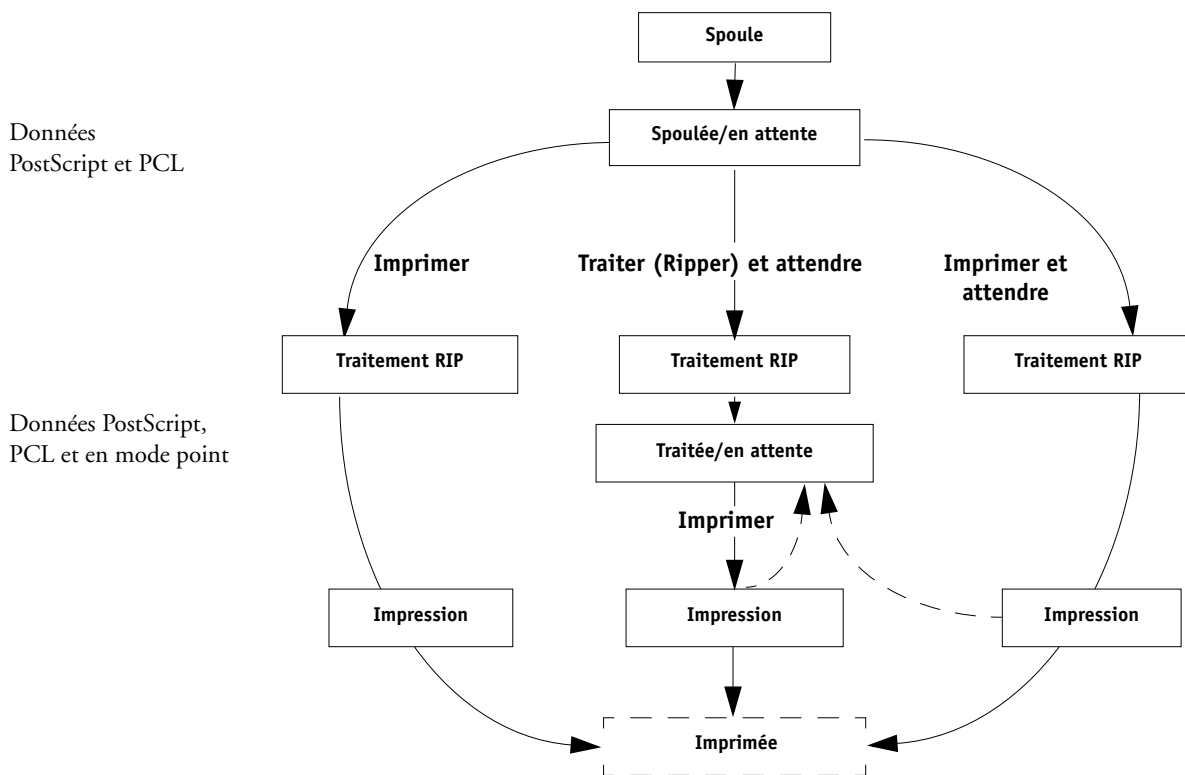 Spoule
Données
PostScript et PCL
Spoulée/en attente
Imprimer
Traiter (Ripper) et attendre
Imprimer et
attendre
Traitement RIP
Traitement RIP
Traitement RIP
Données PostScript,
PCL et en mode point
Traitée/en attente
Imprimer
Impression
Impression
Impression
Imprimée